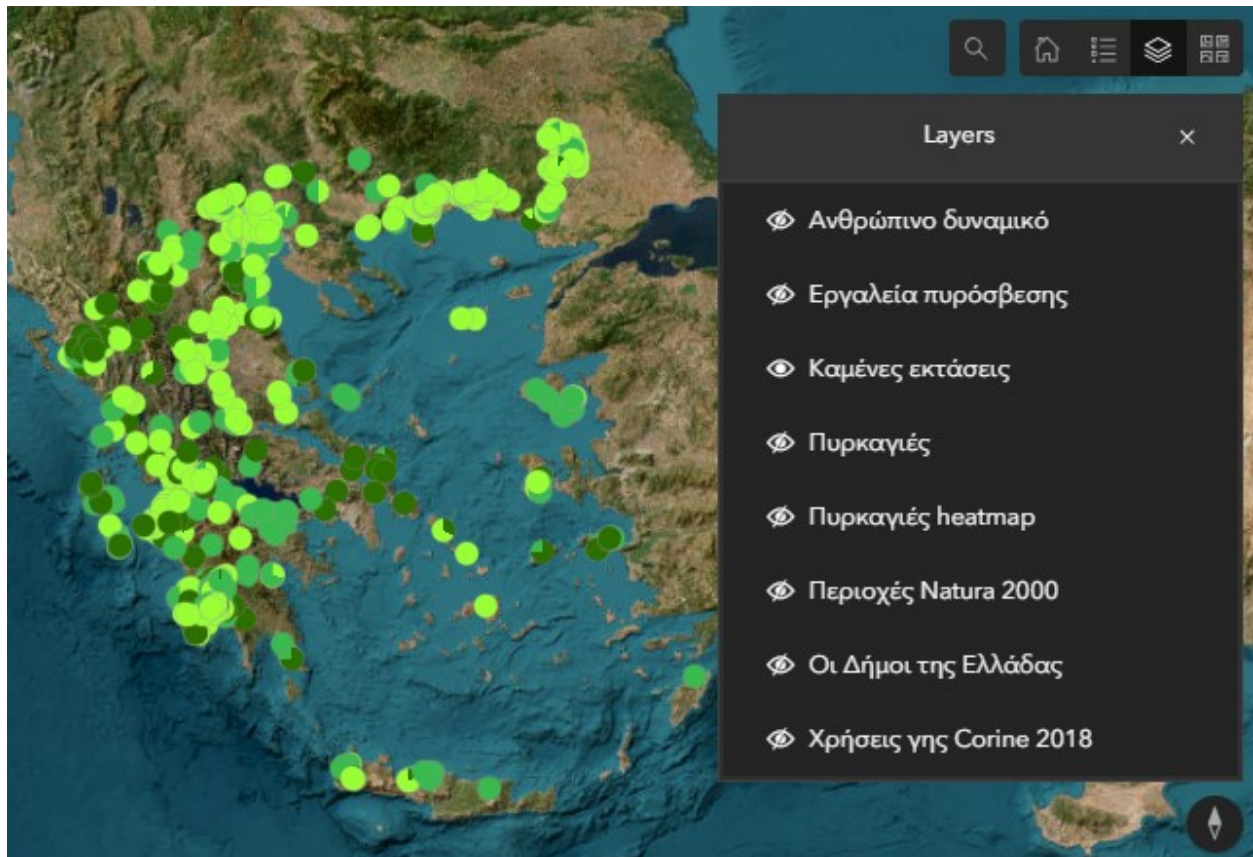 Layers
Ανθρώπινο δυναμικό
Εργαλεία πυρόσβεσης
Καμένες εκτάσεις
Πυρκαγιές
Πυρκαγιές heatmap
Περιοχές Natura 2000
Οι Δήμοι της Ελλάδας
Χρήσεις γης Corine 2018